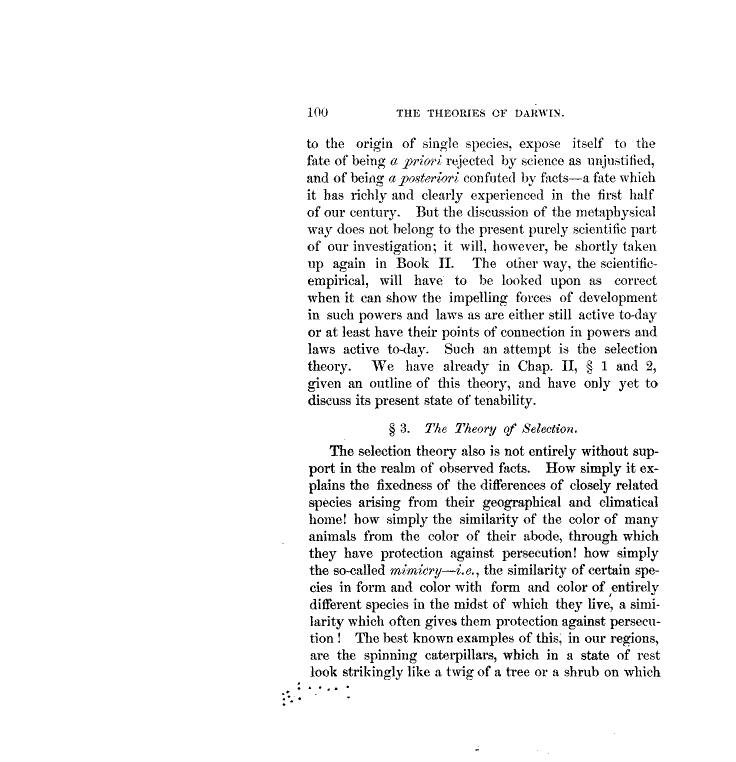 100 THE THEORIES OF DARWIN.
to the origin of single species, expose itself to the
fate of being a priori rejected by science as unjustified,
and of being a posteriori confuted by facts—a fate which
it has richly and clearly experienced in the first half
of our century. But the discussion of the metaphysical
way does not belong to the present purely scientific part
of our investigation; it will, however, be shortly taken
up again in Book II. The other way, the scientific-
empirical, will have to be looked upon as correct
when it can show the impelling forces of development
in such powers and laws as are either still active to-day
or at least have their points of connection in powers and
laws active to-day. Such an attempt is the selection
theory. We have already in Chap. II, § 1 and 2,
given an outline of this theory, and have only yet to
discuss its present state of tenability.
§ 3. The Theory of Selection.
The selection theory also is not entirely without sup-
port in the realm of observed facts. How simply it ex-
plains the fixedness of the differences of closely related
species arising from their geographical and climatical
home! how simply the similarity of the color of many
animals from the color of their abode, through which
they have protection against persecution! how simply
the so-called mimicry—i.e., the similarity of certain spe-
cies in form and color with form and color of entirely
different species in the midst of which they live, a simi-
larity which often gives them protection against persecu-
tion! The best known examples of this, in our regions,
are the spinning caterpillars, which in a state of rest
look strikingly like a twig of a tree or a shrub on which